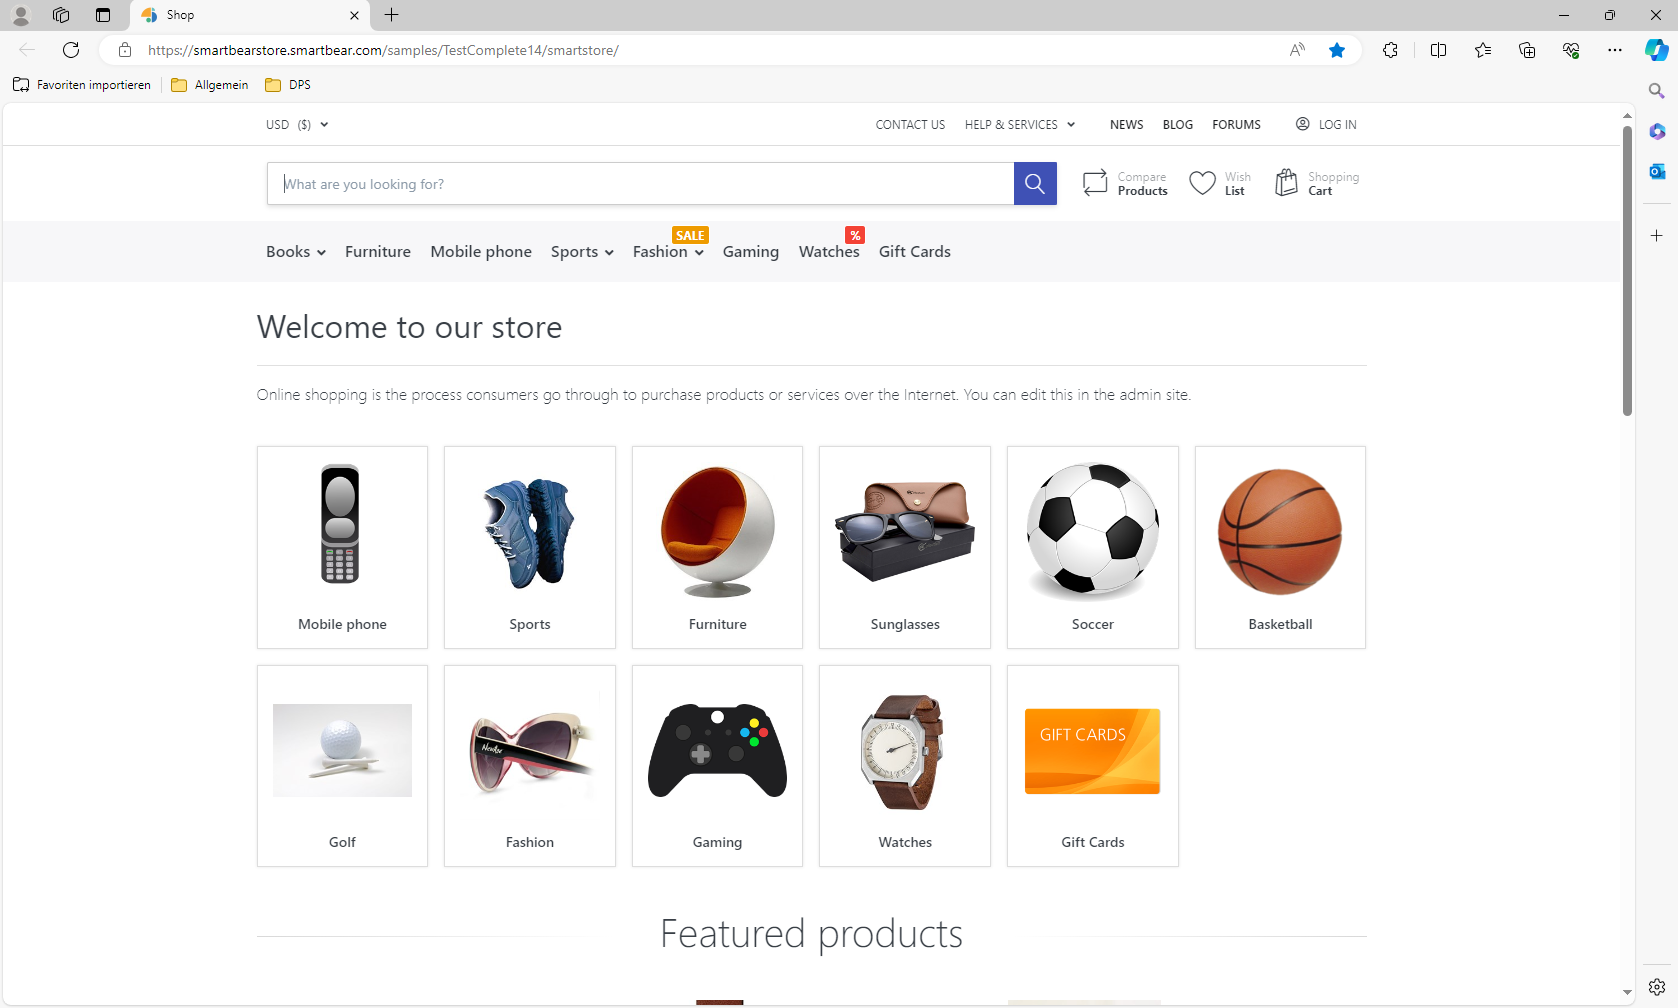 Shop
https://smartbearstore.smartbear.com/samples/TestComplete14/smartstore/
Favoriten importieren
Allgemein
DPS
USD ($)
CONTACT US
HELP & SERVICES
NEWS
BLOG
FORUMS
LOG IN
What are you looking for?
Compare
Products
Wish
List
Shopping
Cart
SALE
%
Books
Furniture
Mobile phone
Sports
Fashion
Gaming
Watches
Gift Cards
Welcome to our store
Online shopping is the process consumers go through to purchase products or services over the Internet. You can edit this in the admin site.
Mobile phone
Sports
Furniture
Sunglasses
Soccer
Basketball
GIFT CARDS
Golf
Fashion
Gaming
Watches
Gift Cards
Featured products